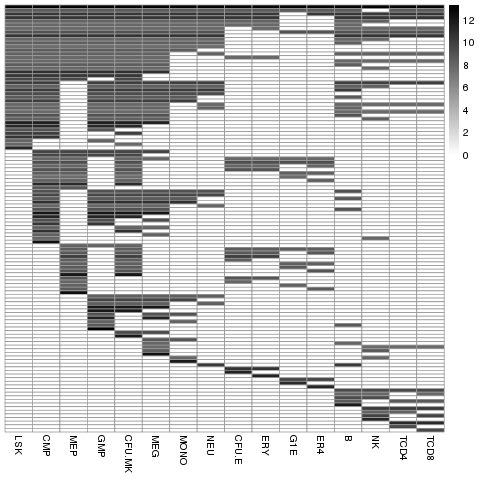 12
10
8
6
4
2
0
LSK
CMP
MEP
GMP
CFU.MK
MEG
MONO
NEU
CFU.E
ERY
G1E
ER4
B
NK
TCD4
TCD8